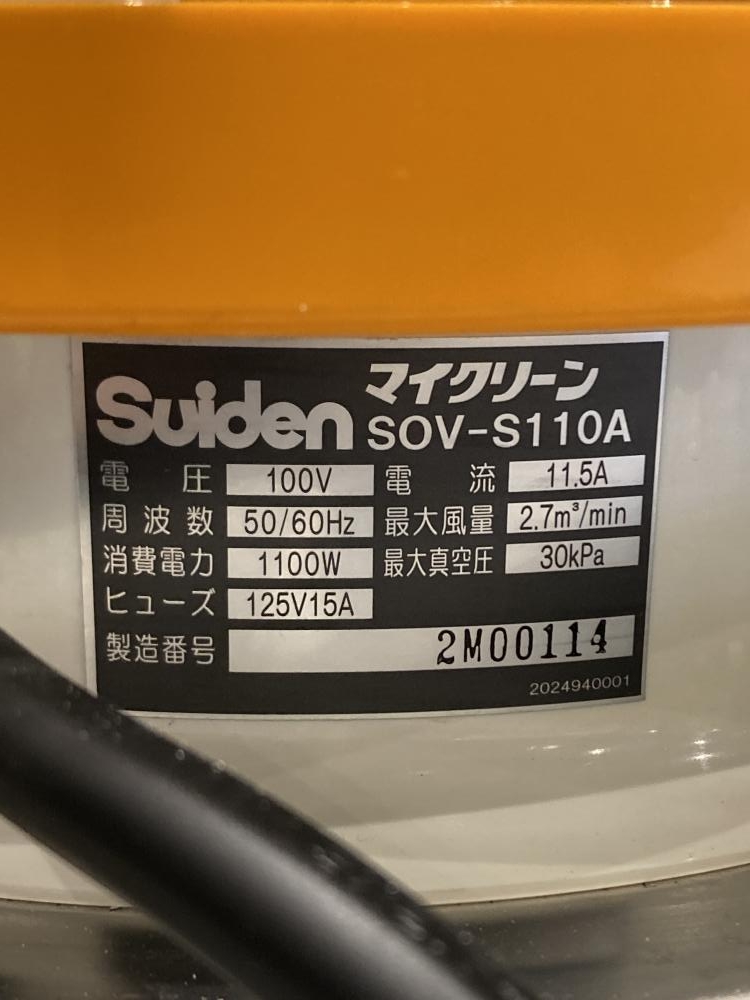 Suiden マイクリーン
SOV-S110A
電圧 100V 電流 11.5A
周波数 50/60Hz 最大風量 2.7m³/min
消費電力 1100W 最大真空圧 30kPa
ヒューズ 125V15A
製造番号 2M00114
2024940001